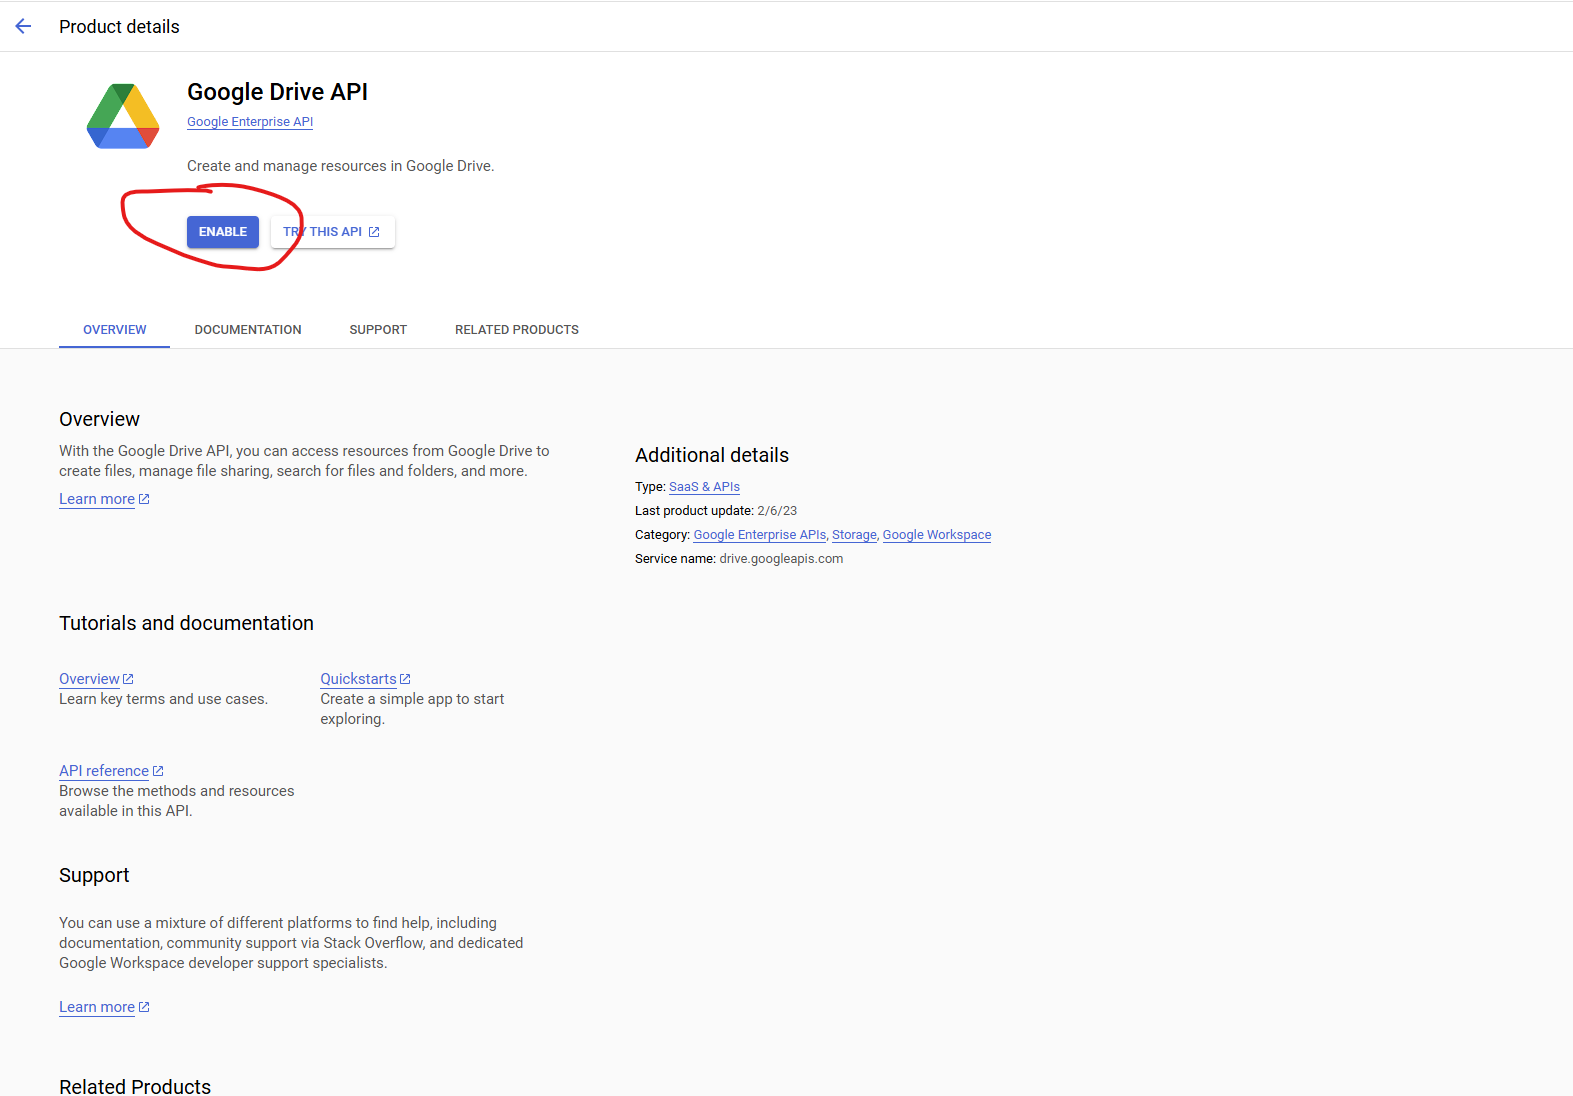 Product details
Google Drive API
Google Enterprise API
Create and manage resources in Google Drive.
ENABLE
TRY THIS API
OVERVIEW
DOCUMENTATION
SUPPORT
RELATED PRODUCTS
Overview
With the Google Drive API, you can access resources from Google Drive to
create files, manage file sharing, search for files and folders, and more.
Learn more
Additional details
Type: SaaS & APIs
Last product update: 2/6/23
Category: Google Enterprise APIs, Storage, Google Workspace
Service name: drive.googleapis.com
Tutorials and documentation
Overview
Learn key terms and use cases.
Quickstarts
Create a simple app to start
exploring.
API reference
Browse the methods and resources
available in this API.
Support
You can use a mixture of different platforms to find help, including
documentation, community support via Stack Overflow, and dedicated
Google Workspace developer support specialists.
Learn more
Related Products